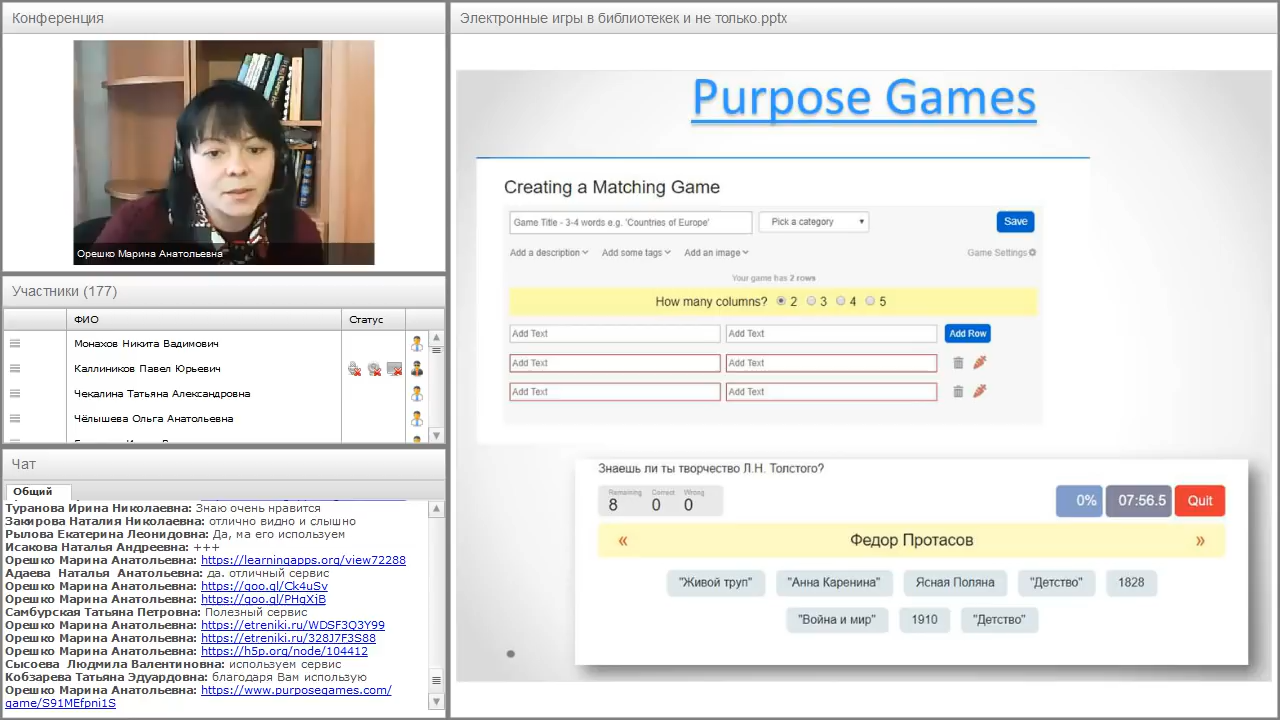 Конференция
Орешко Марина Анатольевна
Участники (177)
ФИО
Статус
Монахов Никита Вадимович
Каллиников Павел Юрьевич
Чекалина Татьяна Александровна
Чёлышева Ольга Анатольевна
Чат
Общий
Туранова Ирина Николаевна: Знаю очень нравится
Закирова Наталия Николаевна: отлично видно и слышно
Рылова Екатерина Леонидовна: Да, ма его используем
Исакова Наталья Андреевна: +++
Орешко Марина Анатольевна: https://learningapps.org/view72288
Адаева Наталья Анатольевна: да. отличный сервис
Орешко Марина Анатольевна: https://goo.gl/Ck4uSv
Орешко Марина Анатольевна: https://goo.gl/PHqXjB
Самбурская Татьяна Петровна: Полезный сервис
Орешко Марина Анатольевна: https://etreniki.ru/WDSF3Q3Y99
Орешко Марина Анатольевна: https://etreniki.ru/328J7F3S88
Орешко Марина Анатольевна: https://h5p.org/node/104412
Сысоева Людмила Валентиновна: используем сервис
Кобзарева Татьяна Эдуардовна: благодаря Вам использую
Орешко Марина Анатольевна: https://www.purposegames.com/
game/S91MEfpni1S
Электронные игры в библиотекек и не только.pptx
Purpose Games
Creating a Matching Game
Game Title - 3-4 words e.g. 'Countries of Europe'
Pick a category
Save
Add a description
Add some tags
Add an image
Game Settings
Your game has 2 rows
How many columns? 2 3 4 5
Add Text
Add Text
Add Row
Add Text
Add Text
Add Text
Add Text
Знаешь ли ты творчество Л.Н. Толстого?
Remaining Correct Wrong
8 0 0
0%
07:56.5
Quit
« Федор Протасов »
"Живой труп"
"Анна Каренина"
Ясная Поляна
"Детство"
1828
"Война и мир"
1910
"Детство"